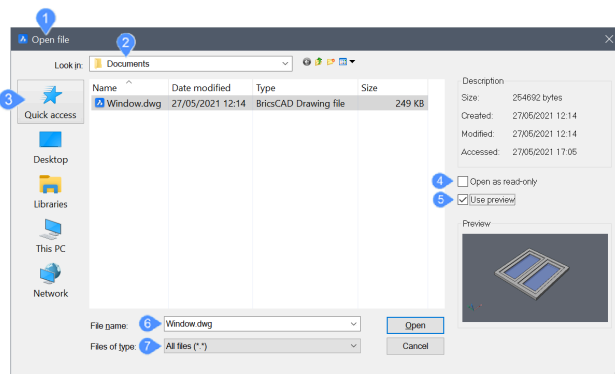 1
Open file
2
Look in: Documents
Name Date modified Type Size
Window.dwg 27/05/2021 12:14 BricsCAD Drawing file 249 KB
3
Quick access
Desktop
Libraries
This PC
Network
Description
Size: 254692 bytes
Created: 27/05/2021 12:14
Modified: 27/05/2021 12:14
Accessed: 27/05/2021 17:05
4 Open as read-only
5 Use preview
Preview
File name: 6 Window.dwg Open
Files of type: 7 All files (*.*) Cancel